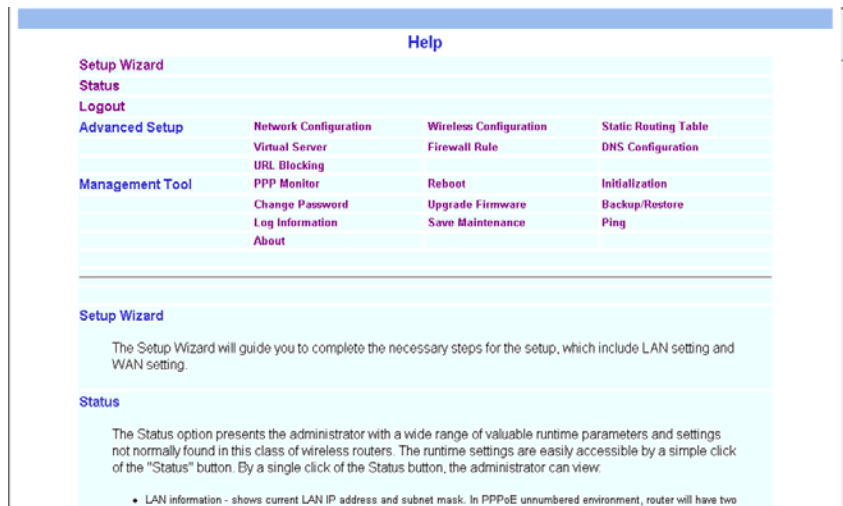 Help
Setup Wizard
Status
Logout
Advanced Setup Network Configuration Wireless Configuration Static Routing Table
Virtual Server Firewall Rule DNS Configuration
URL Blocking
Management Tool PPP Monitor Reboot Initialization
Change Password Upgrade Firmware Backup/Restore
Log Information Save Maintenance Ping
About
Setup Wizard
The Setup Wizard will guide you to complete the necessary steps for the setup, which include LAN setting and
WAN setting.
Status
The Status option presents the administrator with a wide range of valuable runtime parameters and settings
not normally found in this class of wireless routers. The runtime settings are easily accessible by a simple click
of the "Status" button. By a single click of the Status button, the administrator can view:
• LAN information - shows current LAN IP address and subnet mask. In PPPoE unnumbered environment, router will have two